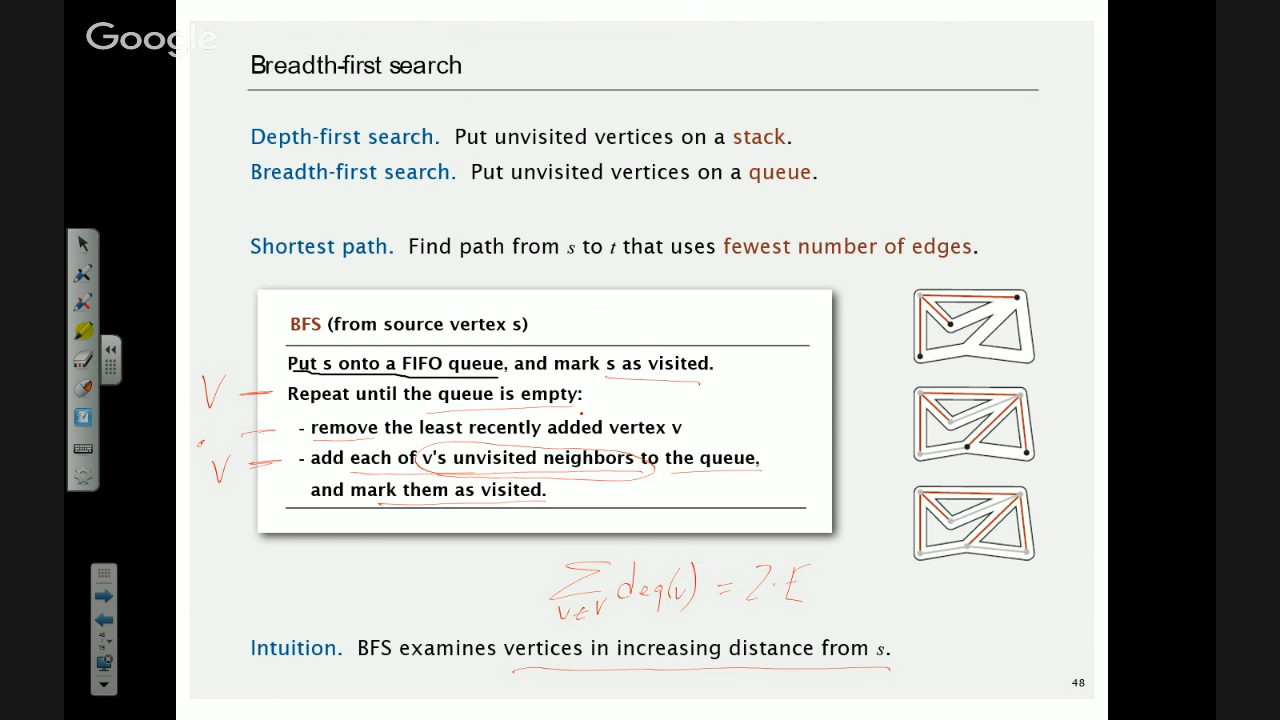 Google
Breadth-first search
Depth-first search. Put unvisited vertices on a stack.
Breadth-first search. Put unvisited vertices on a queue.
Shortest path. Find path from s to t that uses fewest number of edges.
BFS (from source vertex s)
Put s onto a FIFO queue, and mark s as visited.
V
Repeat until the queue is empty:
- remove the least recently added vertex v
V
- add each of v's unvisited neighbors to the queue,
and mark them as visited.
∑ deg(v) = 2·E
v∈V
Intuition. BFS examines vertices in increasing distance from s.
48